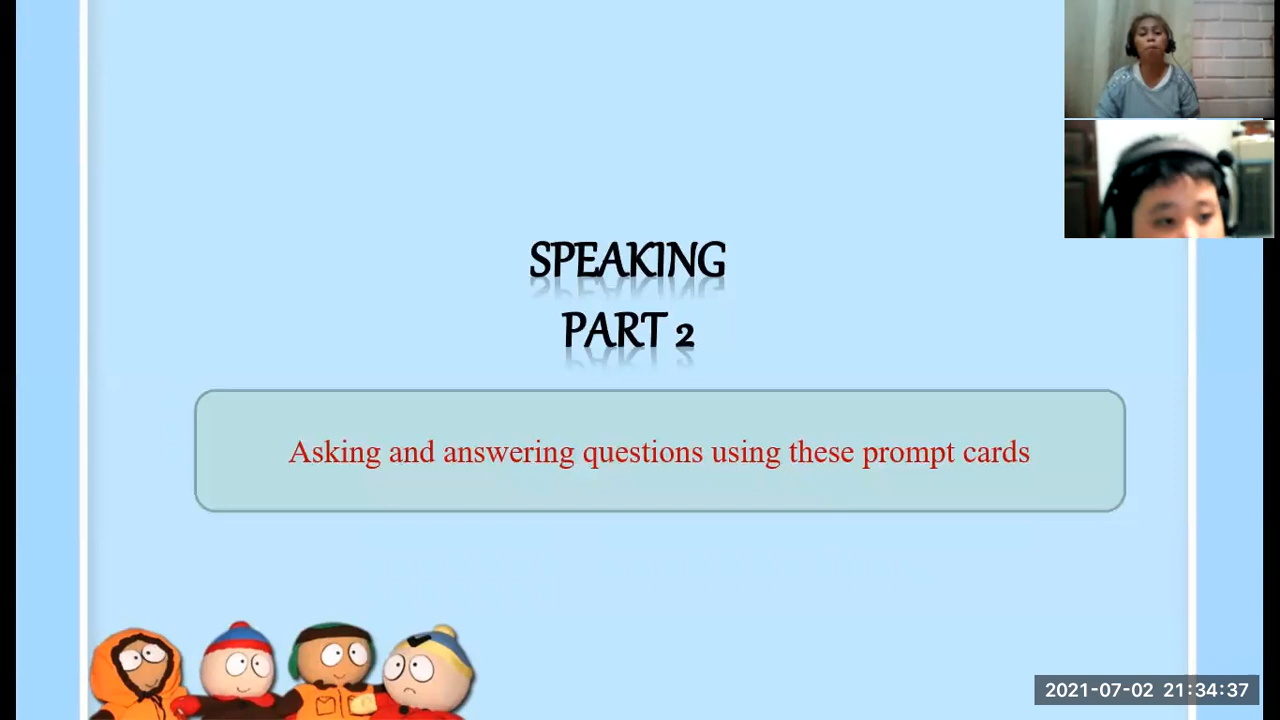 SPEAKING
PART 2
Asking and answering questions using these prompt cards
2021-07-02 21:34:37